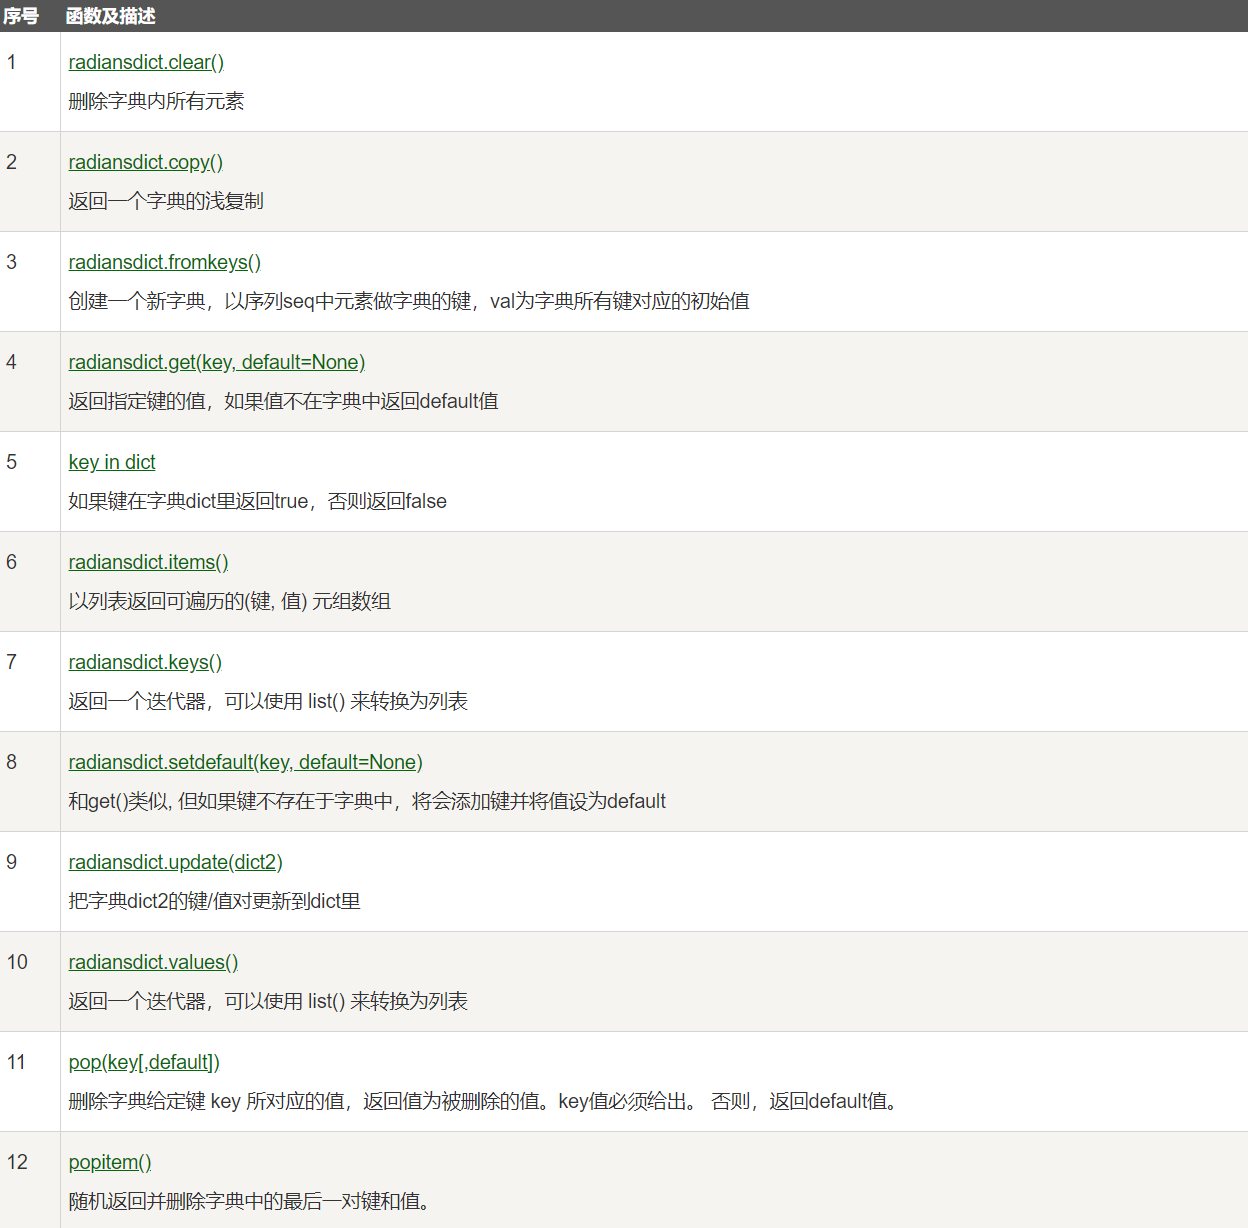 序号 函数及描述
1 radiansdict.clear()
删除字典内所有元素
2 radiansdict.copy()
返回一个字典的浅复制
3 radiansdict.fromkeys()
创建一个新字典，以序列seq中元素做字典的键，val为字典所有键对应的初始值
4 radiansdict.get(key, default=None)
返回指定键的值，如果值不在字典中返回default值
5 key in dict
如果键在字典dict里返回true，否则返回false
6 radiansdict.items()
以列表返回可遍历的(键, 值) 元组数组
7 radiansdict.keys()
返回一个迭代器，可以使用 list() 来转换为列表
8 radiansdict.setdefault(key, default=None)
和get()类似, 但如果键不存在于字典中，将会添加键并将值设为default
9 radiansdict.update(dict2)
把字典dict2的键/值对更新到dict里
10 radiansdict.values()
返回一个迭代器，可以使用 list() 来转换为列表
11 pop(key[,default])
删除字典给定键 key 所对应的值，返回值为被删除的值。key值必须给出。 否则，返回default值。
12 popitem()
随机返回并删除字典中的最后一对键和值。